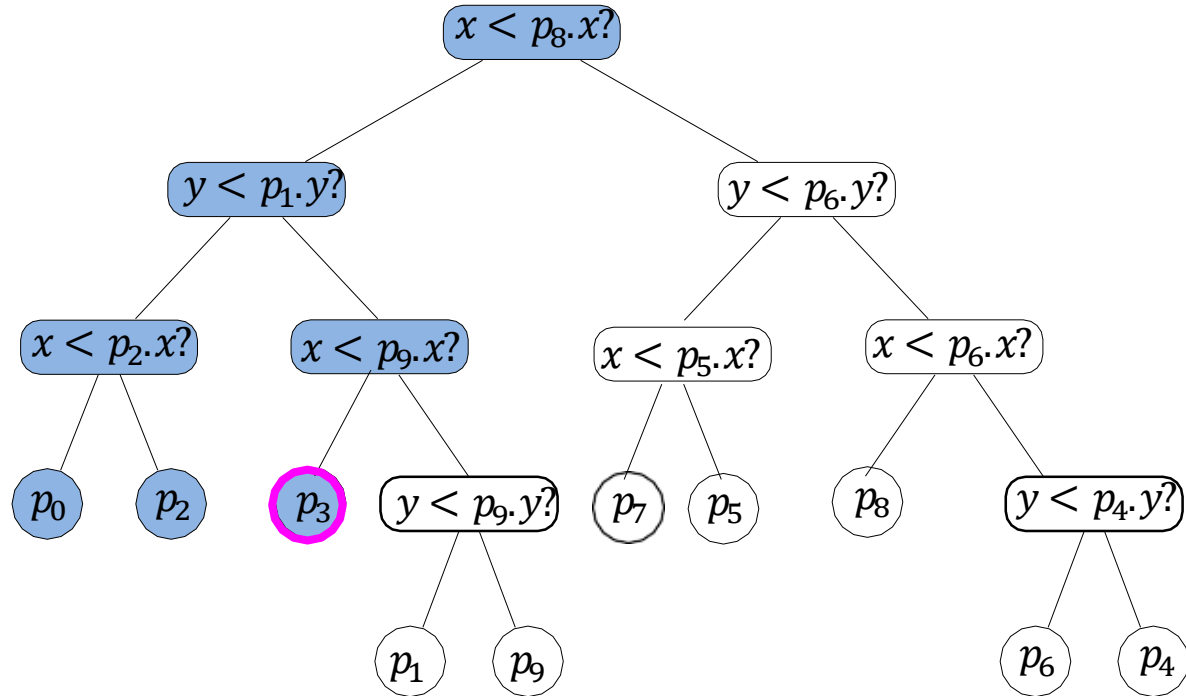 x < p₈.x?
y < p₁.y?
y < p₆.y?
x < p₂.x?
x < p₉.x?
x < p₅.x?
x < p₆.x?
p₀
p₂
p₃
y < p₉.y?
p₇
p₅
p₈
y < p₄.y?
p₁
p₉
p₆
p₄